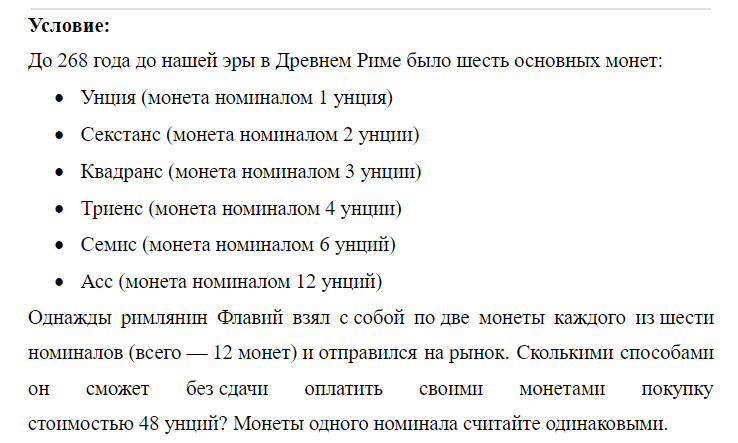 Условие:
До 268 года до нашей эры в Древнем Риме было шесть основных монет:
• Унция (монета номиналом 1 унция)
• Секстанс (монета номиналом 2 унции)
• Квадранс (монета номиналом 3 унции)
• Триенс (монета номиналом 4 унции)
• Семис (монета номиналом 6 унций)
• Асс (монета номиналом 12 унций)
Однажды римлянин Флавий взял с собой по две монеты каждого из шести
номиналов (всего — 12 монет) и отправился на рынок. Сколькими способами
он сможет без сдачи оплатить своими монетами покупку
стоимостью 48 унций? Монеты одного номинала считайте одинаковыми.